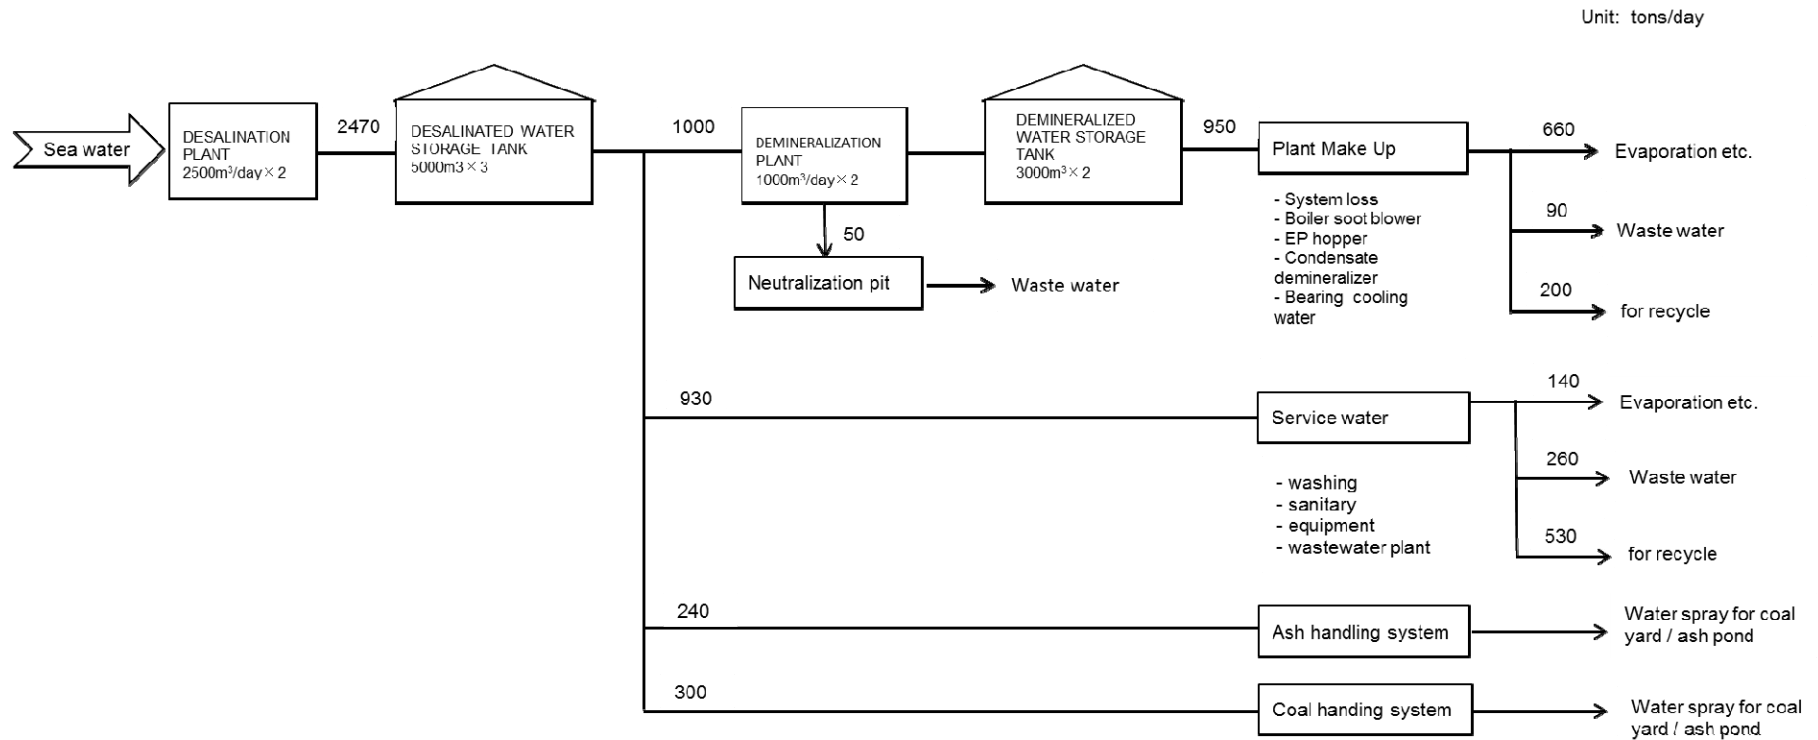 Unit: tons/day
Sea water
DESALINATION
PLANT
2500m³/day×2
2470
DESALINATED WATER
STORAGE TANK
5000m3×3
1000
DEMINERALIZATION
PLANT
1000m³/day×2
DEMINERALIZED
WATER STORAGE
TANK
3000m³×2
950
Plant Make Up
660
Evaporation etc.
90
Waste water
200
for recycle
- System loss
- Boiler soot blower
- EP hopper
- Condensate
demineralizer
- Bearing cooling
water
50
Neutralization pit
Waste water
930
Service water
140
Evaporation etc.
260
Waste water
530
for recycle
- washing
- sanitary
- equipment
- wastewater plant
240
Ash handling system
Water spray for coal
yard / ash pond
300
Coal handing system
Water spray for coal
yard / ash pond